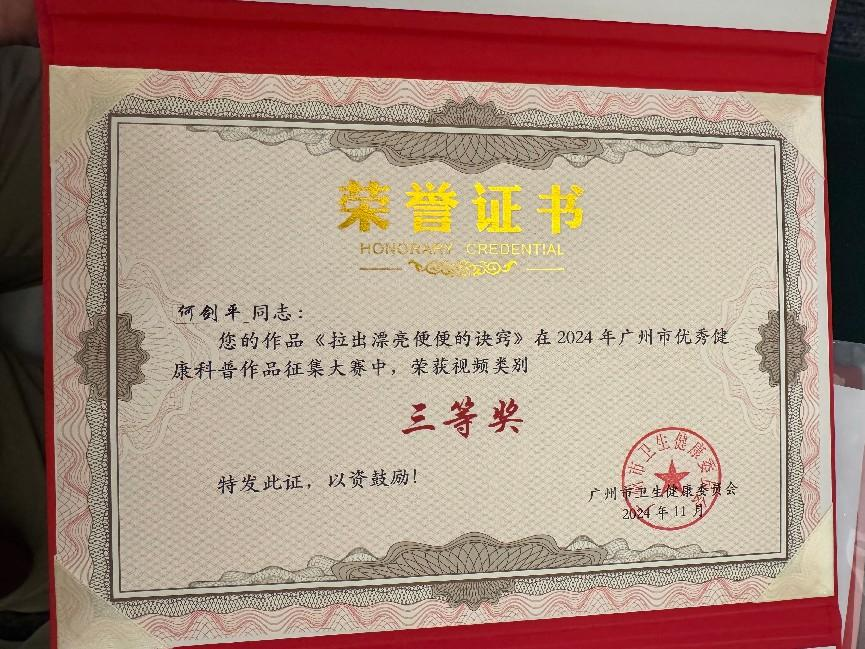 荣誉证书
HONORARY CREDENTIAL
何剑平 同志：
您的作品《拉出漂亮便便的诀窍》在2024年广州市优秀健
康科普作品征集大赛中，荣获视频类别
三等奖
特发此证，以资鼓励！
广州市卫生健康委员会
2024年11月